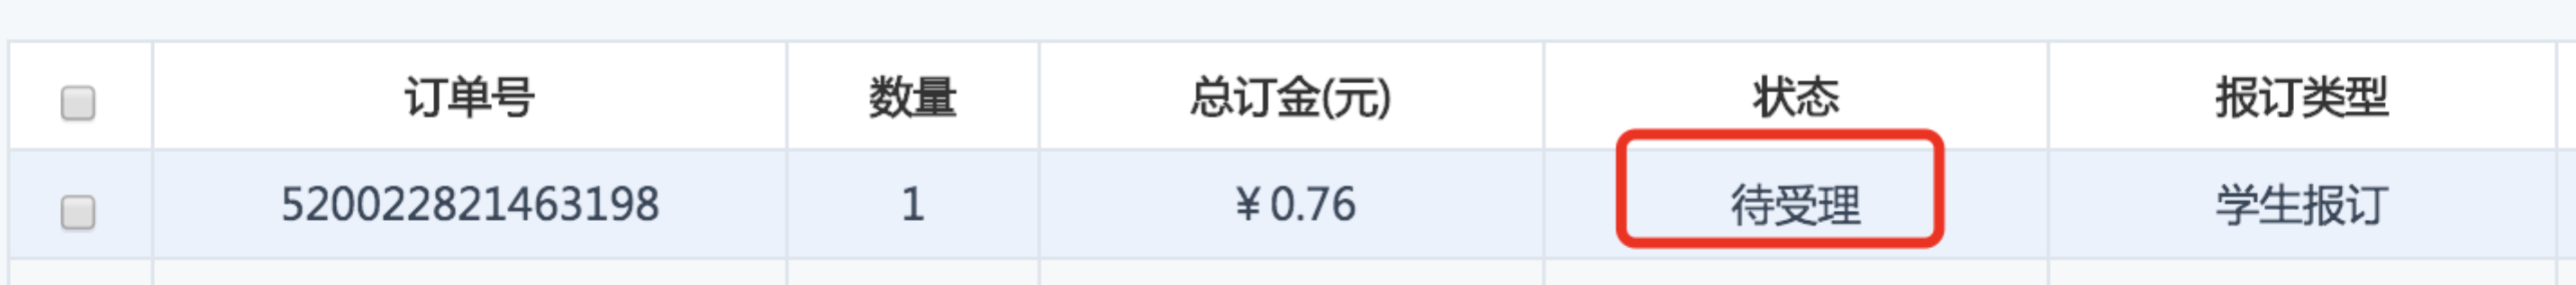 订单号 数量 总订金(元) 状态 报订类型
520022821463198 1 ¥0.76 待受理 学生报订